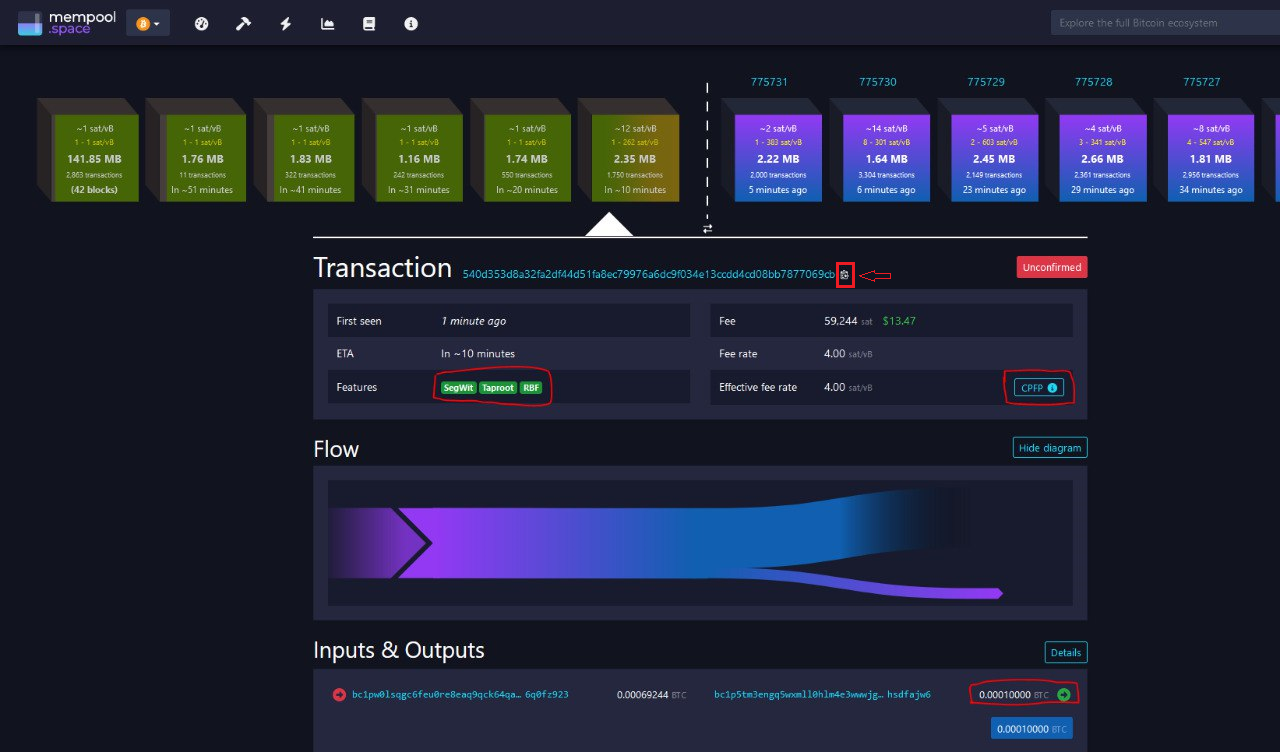 mempool
.space
Explore the full Bitcoin ecosystem
775731 775730 775729 775728 775727
~1 sat/vB ~1 sat/vB ~1 sat/vB ~1 sat/vB ~1 sat/vB ~12 sat/vB ~2 sat/vB ~14 sat/vB ~5 sat/vB ~4 sat/vB ~8 sat/vB
1 - 1 sat/vB 1 - 1 sat/vB 1 - 1 sat/vB 1 - 1 sat/vB 1 - 1 sat/vB 1 - 262 sat/vB 1 - 383 sat/vB 8 - 301 sat/vB 2 - 603 sat/vB 3 - 341 sat/vB 4 - 547 sat/vB
141.85 MB 1.76 MB 1.83 MB 1.16 MB 1.74 MB 2.35 MB 2.22 MB 1.64 MB 2.45 MB 2.66 MB 1.81 MB
2,863 transactions 11 transactions 322 transactions 242 transactions 550 transactions 1,750 transactions 2,000 transactions 3,304 transactions 2,149 transactions 2,361 transactions 2,956 transactions
(42 blocks) In ~51 minutes In ~41 minutes In ~31 minutes In ~20 minutes In ~10 minutes 5 minutes ago 6 minutes ago 23 minutes ago 29 minutes ago 34 minutes ago
Transaction 540d353d8a32fa2df44d51fa8ec79976a6dc9f034e13ccdd4cd08bb7877069cb Unconfirmed
First seen 1 minute ago Fee 59,244 sat $13.47
ETA In ~10 minutes Fee rate 4.00 sat/vB
Features SegWit Taproot RBF Effective fee rate 4.00 sat/vB CPFP
Flow Hide diagram
Inputs & Outputs Details
bc1pw0lsqgc6feu0re8eaq9qck64qa… 6q0fz923 0.00069244 BTC bc1p5tm3engq5wxmll0hlm4e3wwwjg… hsdfajw6 0.00010000 BTC
0.00010000 BTC